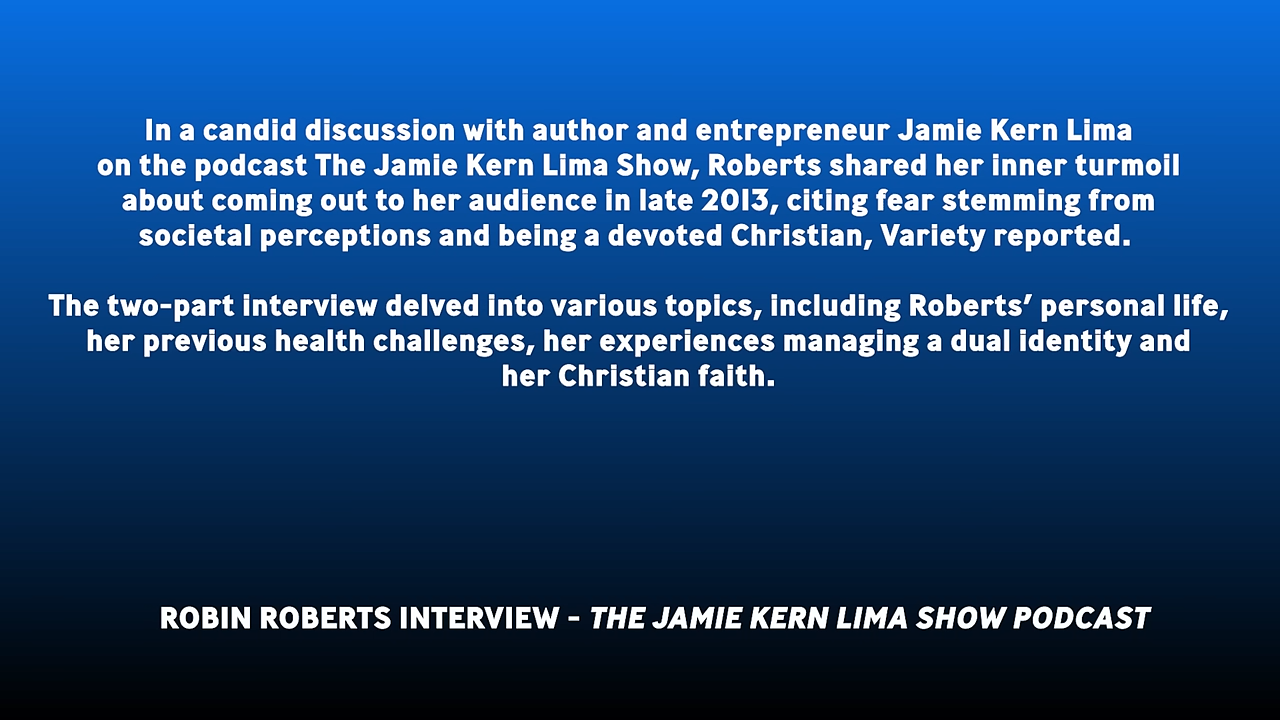 In a candid discussion with author and entrepreneur Jamie Kern Lima
on the podcast The Jamie Kern Lima Show, Roberts shared her inner turmoil
about coming out to her audience in late 2013, citing fear stemming from
societal perceptions and being a devoted Christian, Variety reported.
The two-part interview delved into various topics, including Roberts’ personal life,
her previous health challenges, her experiences managing a dual identity and
her Christian faith.
ROBIN ROBERTS INTERVIEW - THE JAMIE KERN LIMA SHOW PODCAST